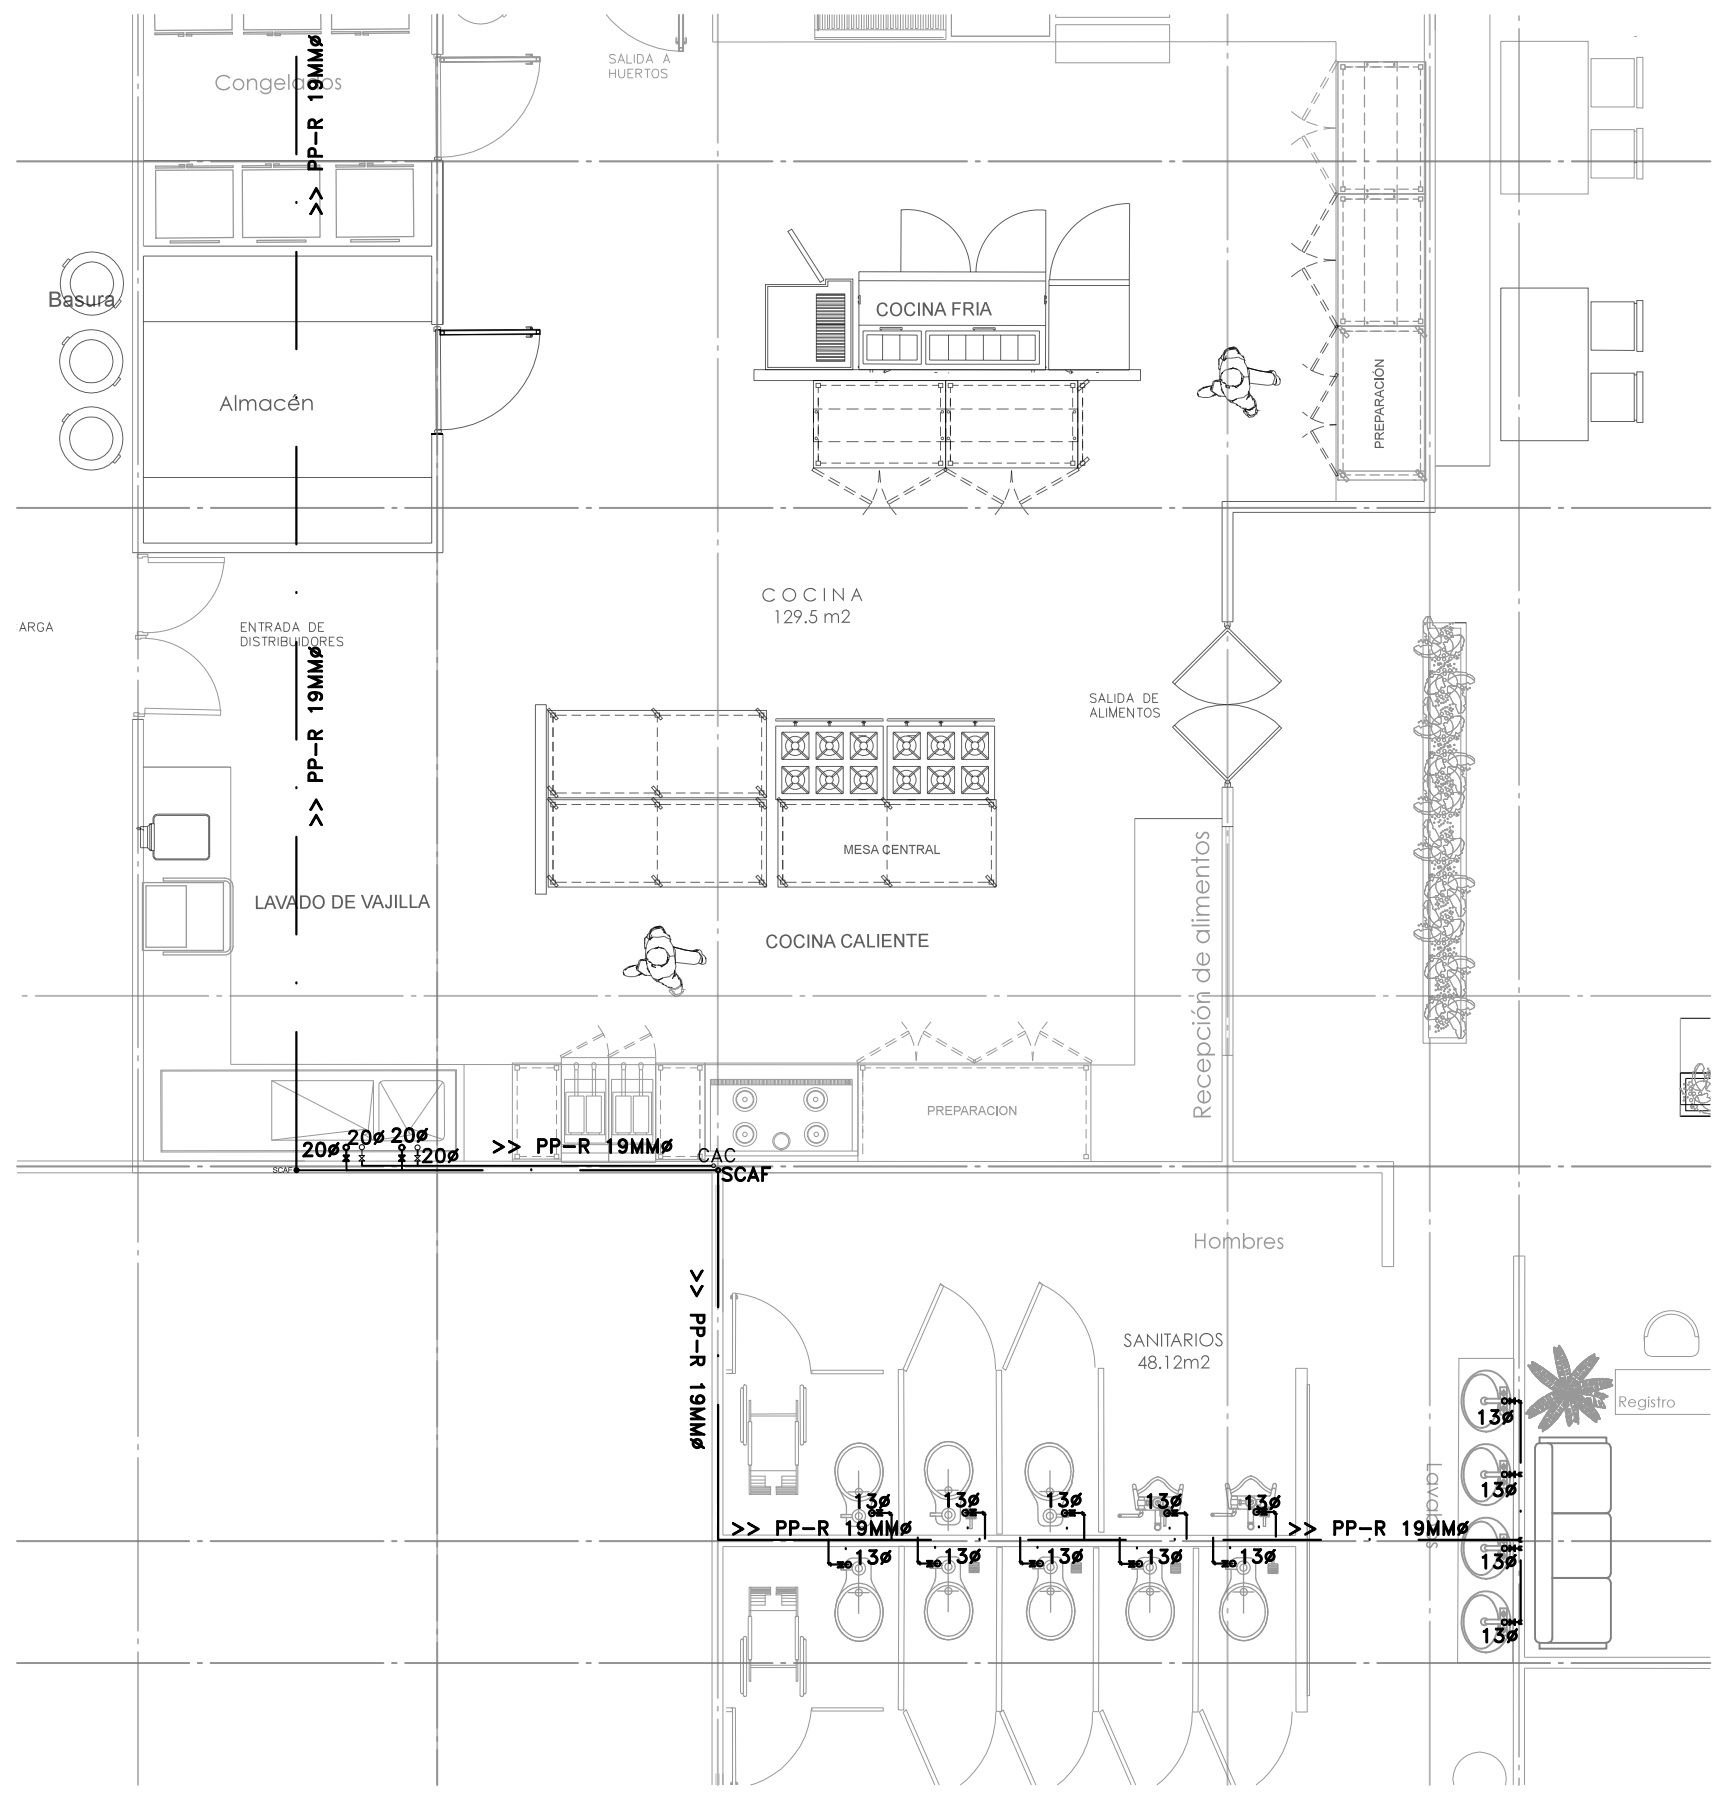 SALIDA A
HUERTOS
Congelados
>> PP-R 19MMø
Basura
COCINA FRIA
Almacén
PREPARACIÓN
COCINA
129.5 m2
ARGA
ENTRADA DE
DISTRIBUIDORES
>> PP-R 19MMø
SALIDA DE
ALIMENTOS
MESA CENTRAL
LAVADO DE VAJILLA
COCINA CALIENTE
Recepción de alimentos
PREPARACION
20ø
20ø
20ø
20ø
>> PP-R 19MMø
CAC
SCAF
SCAF
Hombres
>> PP-R 19MMø
SANITARIOS
48.12m2
Registro
13ø
Lavabos
13ø
13ø
13ø
13ø
13ø
13ø
>> PP-R 19MMø
>> PP-R 19MMø
13ø
13ø
13ø
13ø
13ø
13ø
13ø